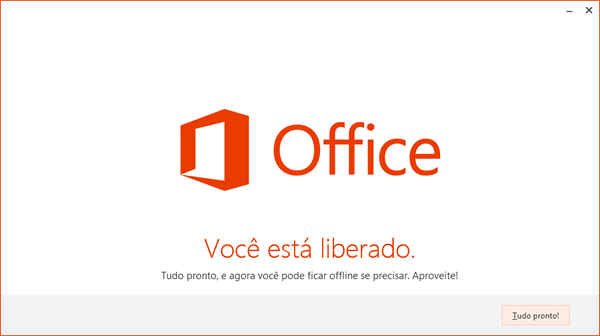 Office
Você está liberado.
Tudo pronto, e agora você pode ficar offline se precisar. Aproveite!
Tudo pronto!